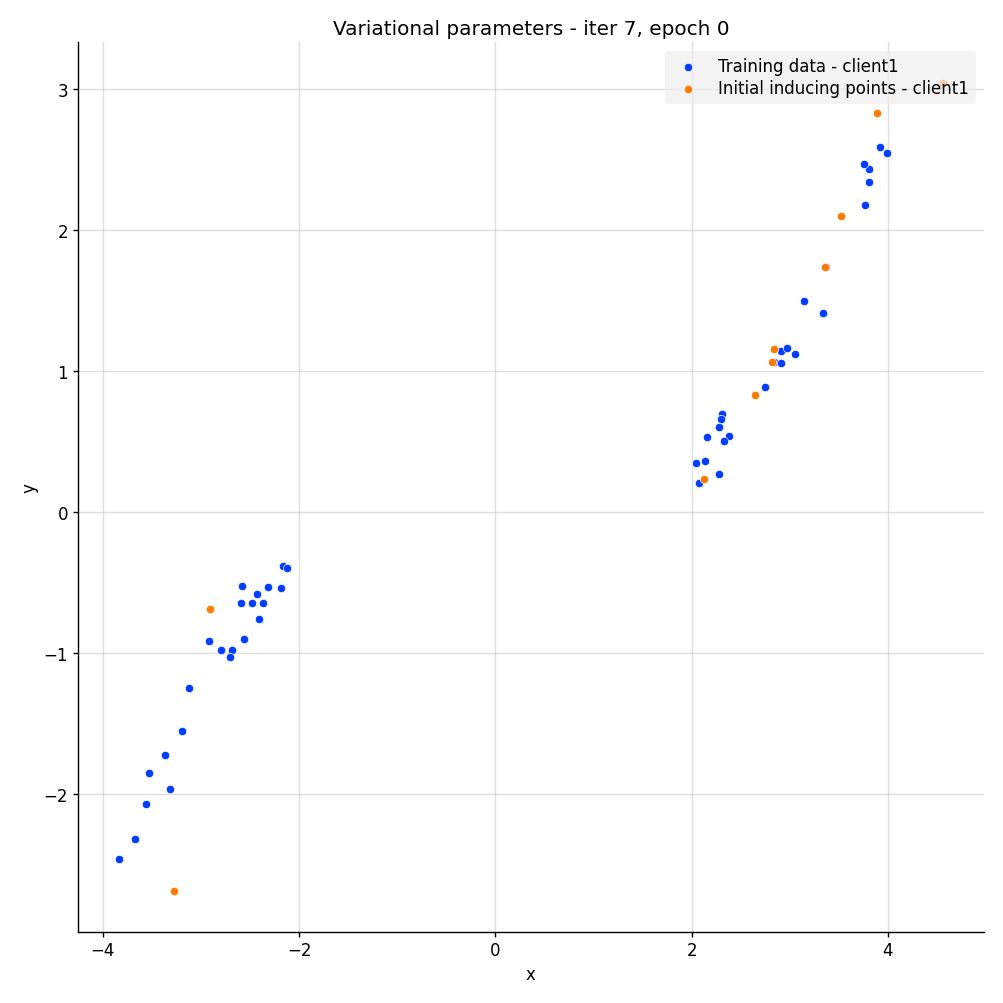 Variational parameters - iter 7, epoch 0
Training data - client1
Initial inducing points - client1
3
2
1
0
−1
−2
y
−4
−2
0
2
4
x